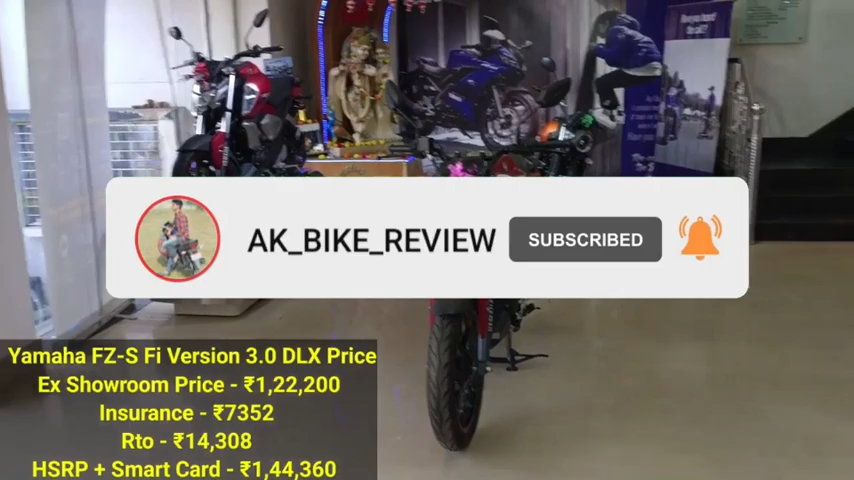 AK_BIKE_REVIEW
SUBSCRIBED
Yamaha FZ-S Fi Version 3.0 DLX Price
Ex Showroom Price - ₹1,22,200
Insurance - ₹7352
Rto - ₹14,308
HSRP + Smart Card - ₹1,44,360